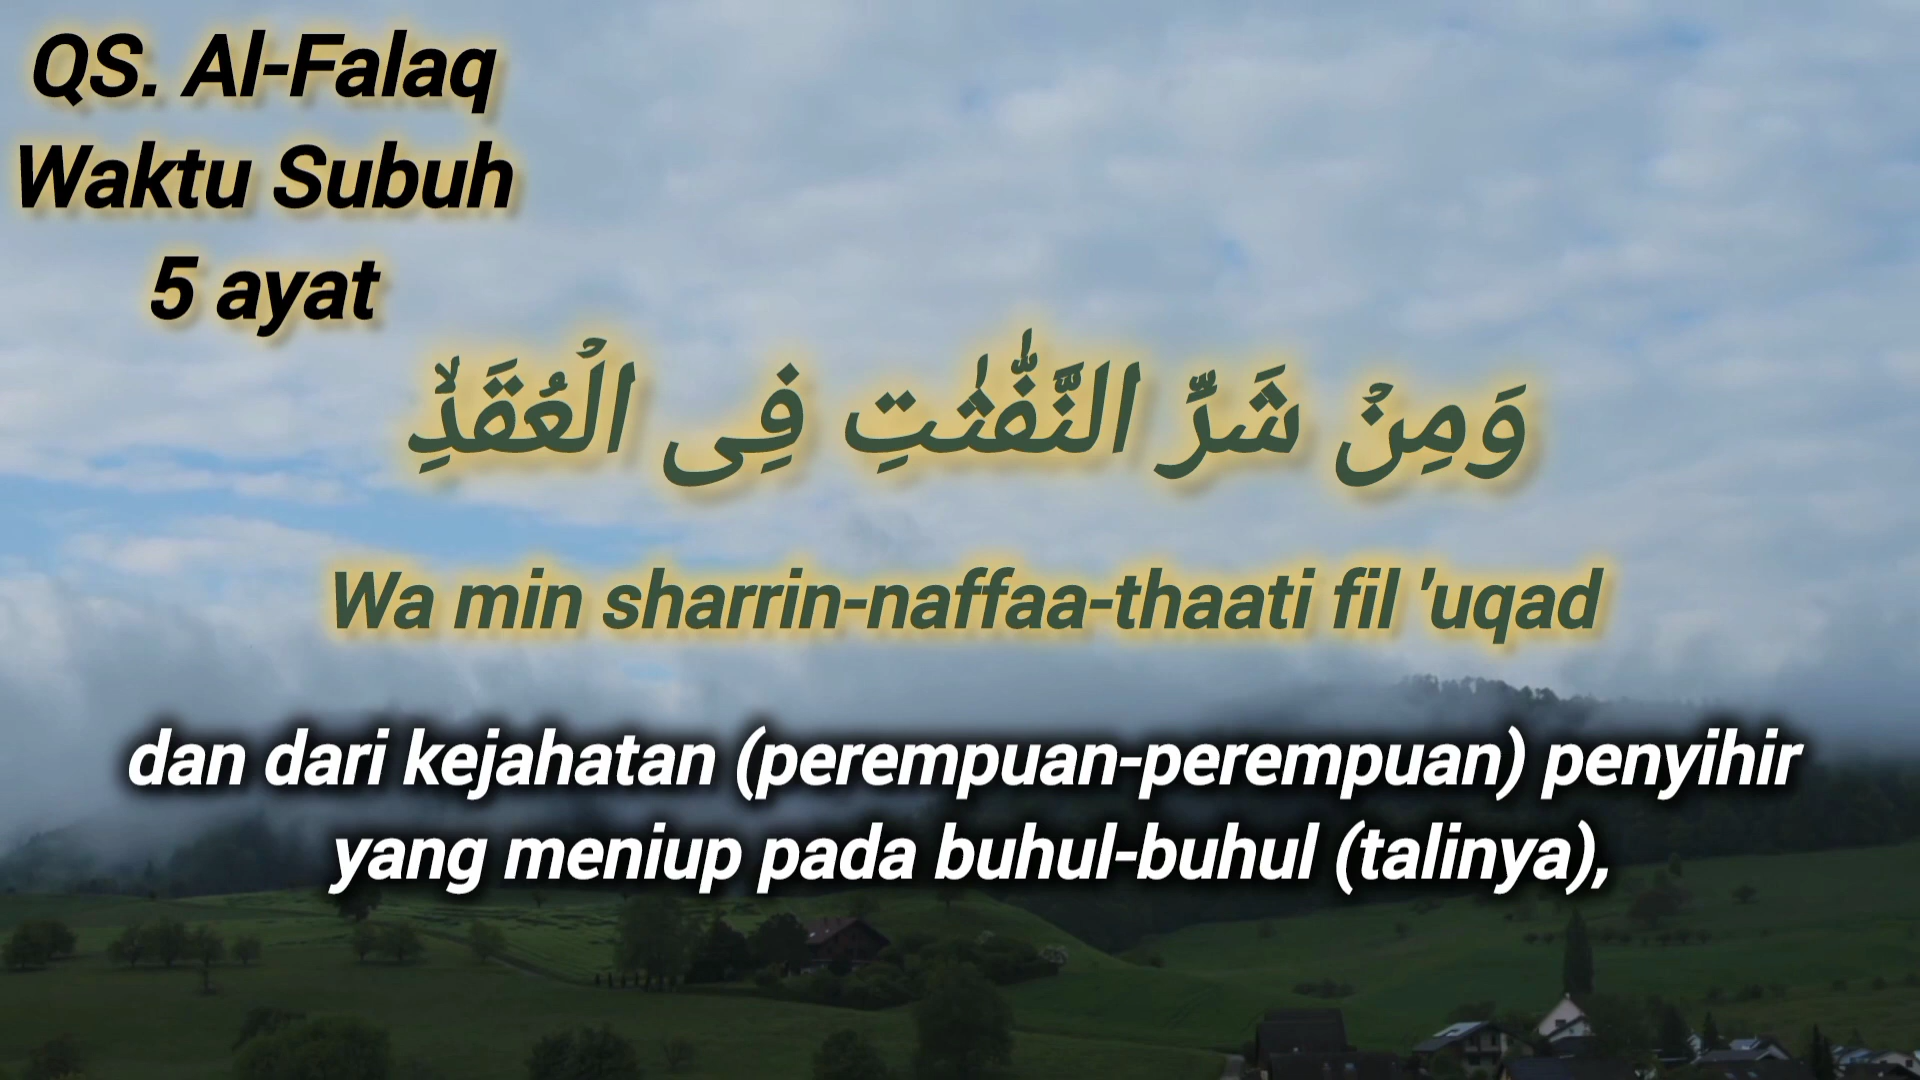 QS. Al-Falaq
Waktu Subuh
5 ayat
وَمِنْ شَرِّ النَّفّٰثٰتِ فِى الْعُقَدِۙ
Wa min sharrin-naffaa-thaati fil 'uqad
dan dari kejahatan (perempuan-perempuan) penyihir
yang meniup pada buhul-buhul (talinya),